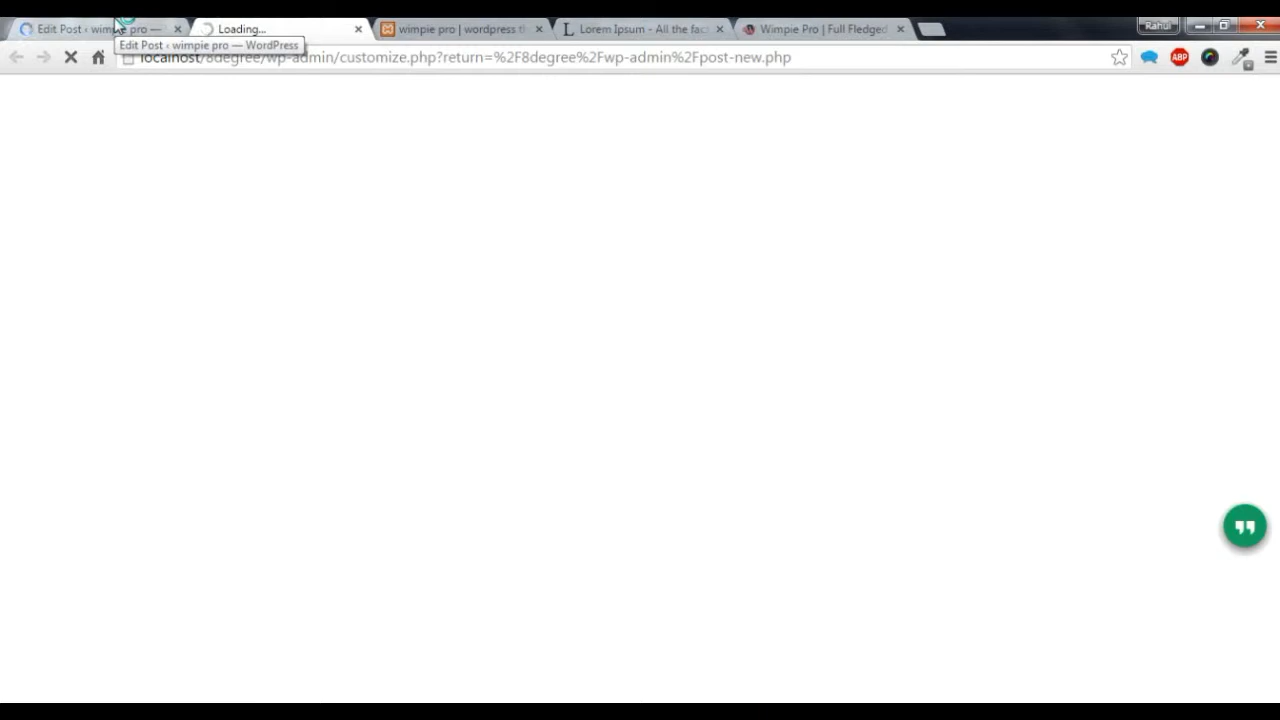 Edit Post ‹ wimpie pro —
Loading...
wimpie pro | wordpress t
Lorem Ipsum - All the fac
Wimpie Pro | Full Fledged
Rahul
Edit Post ‹ wimpie pro — WordPress
localhost/8degree/wp-admin/customize.php?return=%2F8degree%2Fwp-admin%2Fpost-new.php
ABP